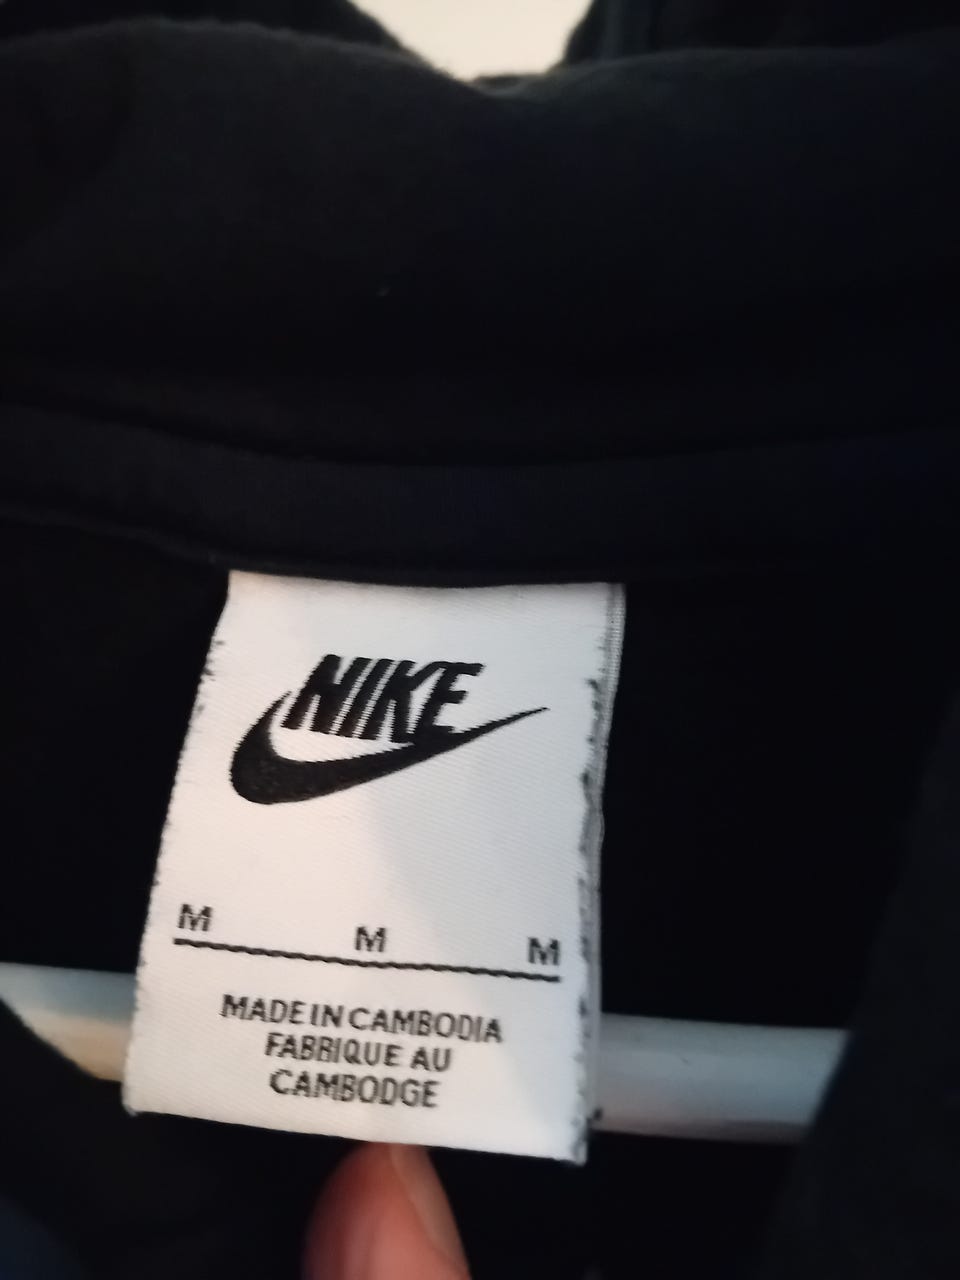 NIKE
M M M
MADE IN CAMBODIA
FABRIQUE AU
CAMBODGE